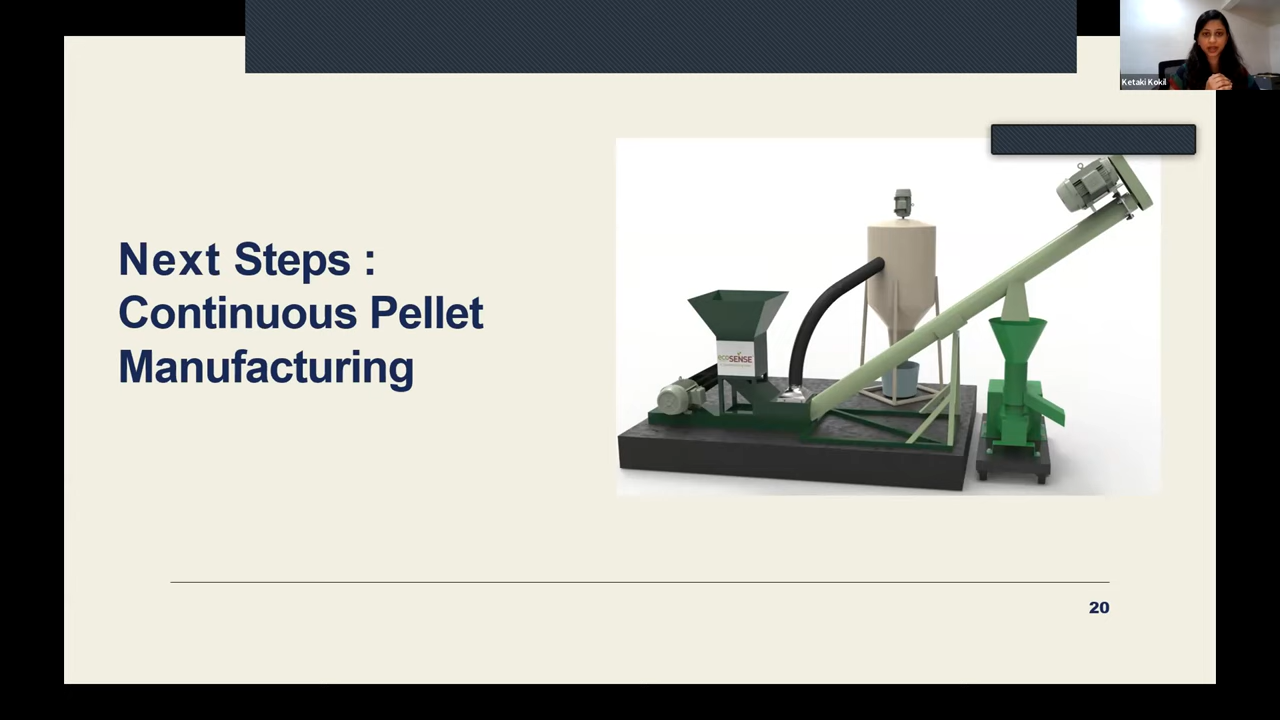 Ketaki Kokil
Next Steps :
Continuous Pellet
Manufacturing
ecoSENSE
20